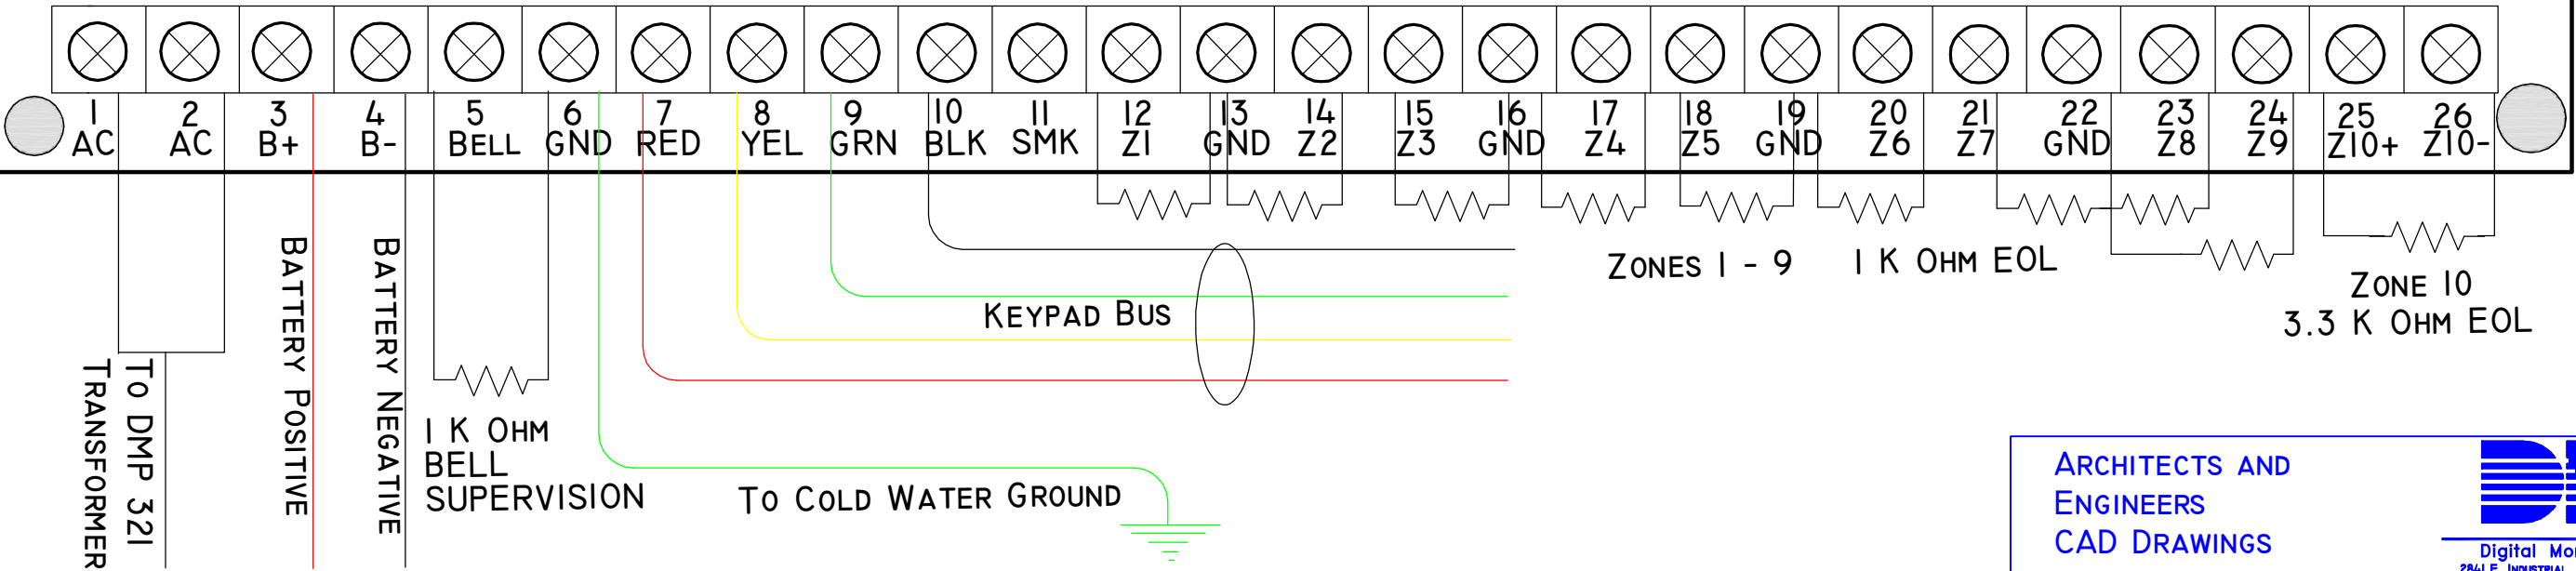 1 2 3 4 5 6 7 8 9 10 11 12 13 14 15 16 17 18 19 20 21 22 23 24 25 26
AC AC B+ B- BELL GND RED YEL GRN BLK SMK Z1 GND Z2 Z3 GND Z4 Z5 GND Z6 Z7 GND Z8 Z9 Z10+ Z10-
TO DMP 321
TRANSFORMER
BATTERY POSITIVE
BATTERY NEGATIVE
1 K OHM
BELL
SUPERVISION
KEYPAD BUS
TO COLD WATER GROUND
ZONES 1 - 9 1 K OHM EOL
ZONE 10
3.3 K OHM EOL
ARCHITECTS AND
ENGINEERS
CAD DRAWINGS
Digital
2841 E. INDUSTRIAL